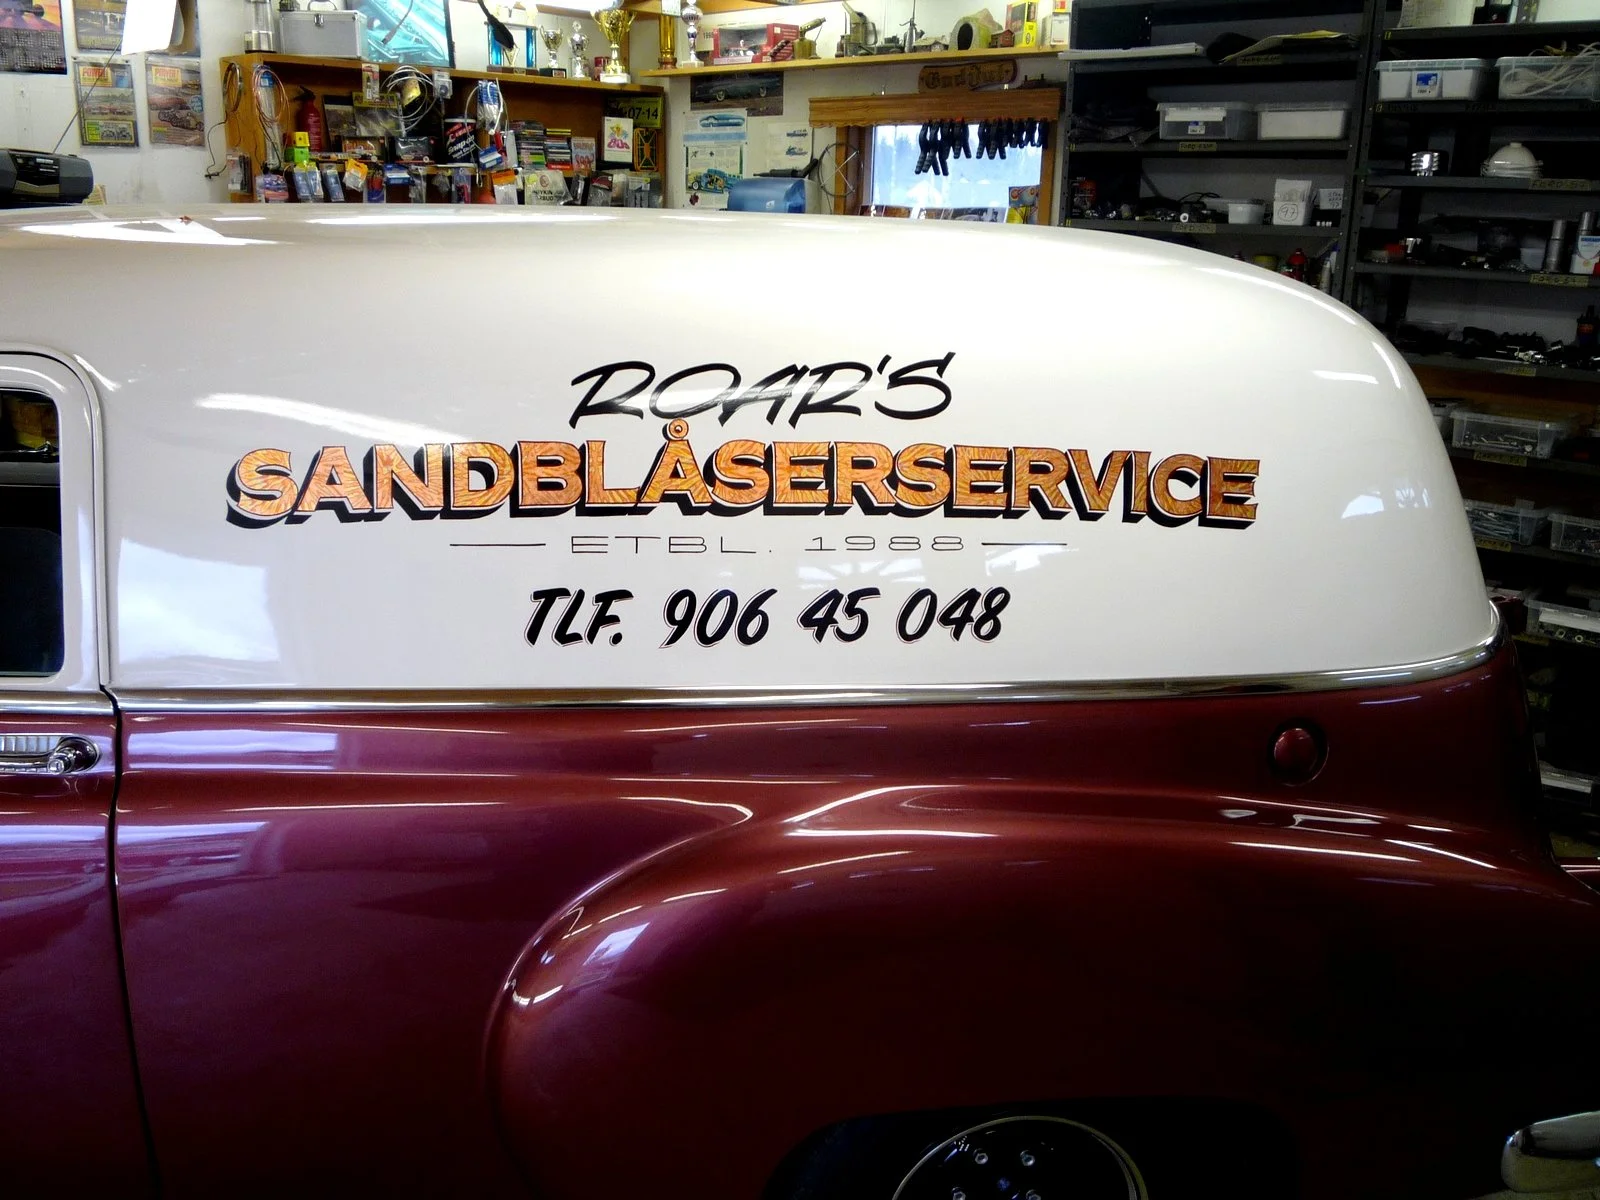 ROAR'S
SANDBLÅSERSERVICE
ETBL. 1988
TLF. 906 45 048